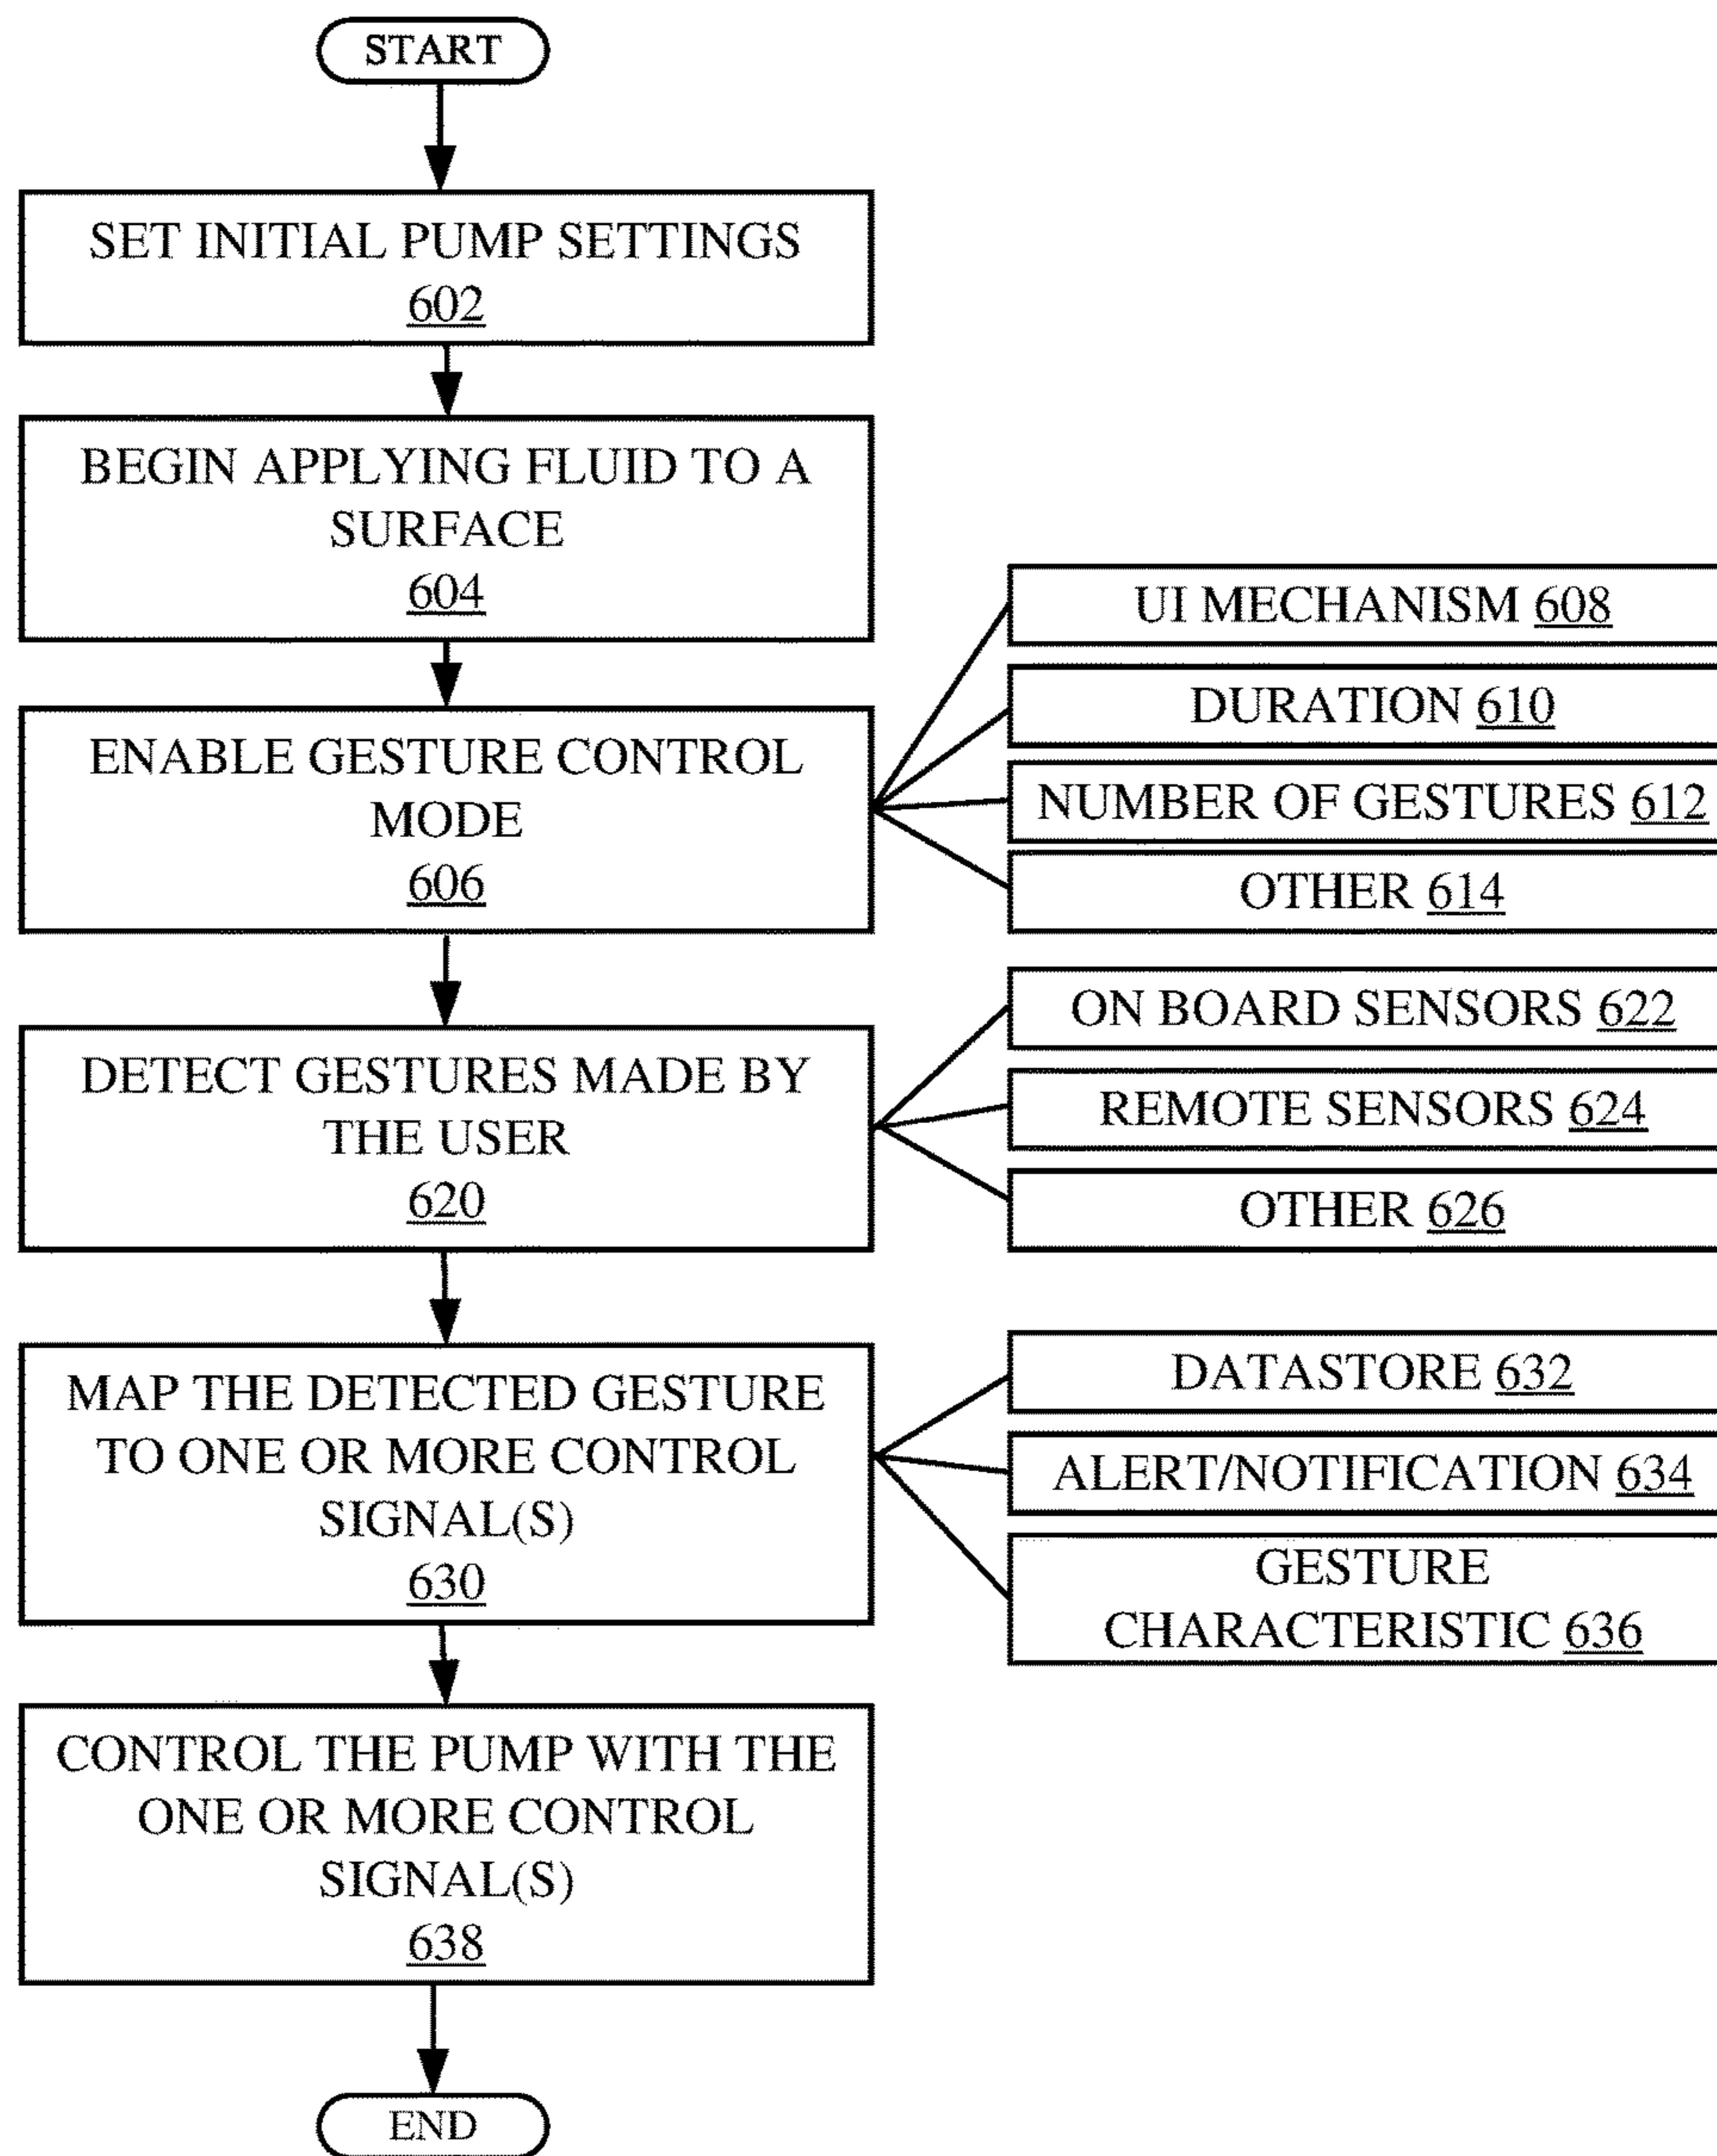 START
SET INITIAL PUMP SETTINGS
602
BEGIN APPLYING FLUID TO A
SURFACE
604
ENABLE GESTURE CONTROL
MODE
606
UI MECHANISM 608
DURATION 610
NUMBER OF GESTURES 612
OTHER 614
DETECT GESTURES MADE BY
THE USER
620
ON BOARD SENSORS 622
REMOTE SENSORS 624
OTHER 626
MAP THE DETECTED GESTURE
TO ONE OR MORE CONTROL
SIGNAL(S)
630
DATASTORE 632
ALERT/NOTIFICATION 634
GESTURE
CHARACTERISTIC 636
CONTROL THE PUMP WITH THE
ONE OR MORE CONTROL
SIGNAL(S)
638
END